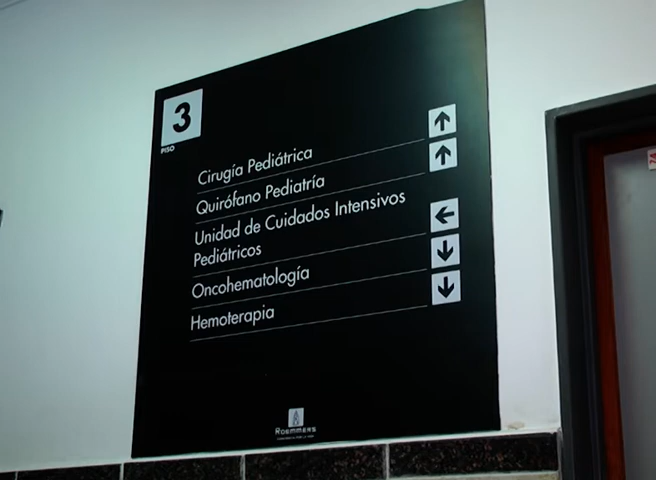 3
PISO
Cirugía Pediátrica
Quirófano Pediatría
Unidad de Cuidados Intensivos
Pediátricos
Oncohematología
Hemoterapia
ROEMMERS